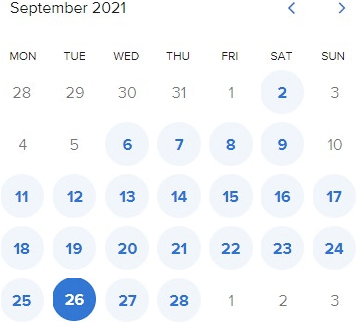 September 2021
MON TUE WED THU FRI SAT SUN
28 29 30 31 1 2 3
4 5 6 7 8 9 10
11 12 13 14 15 16 17
18 19 20 21 22 23 24
25 26 27 28 1 2 3